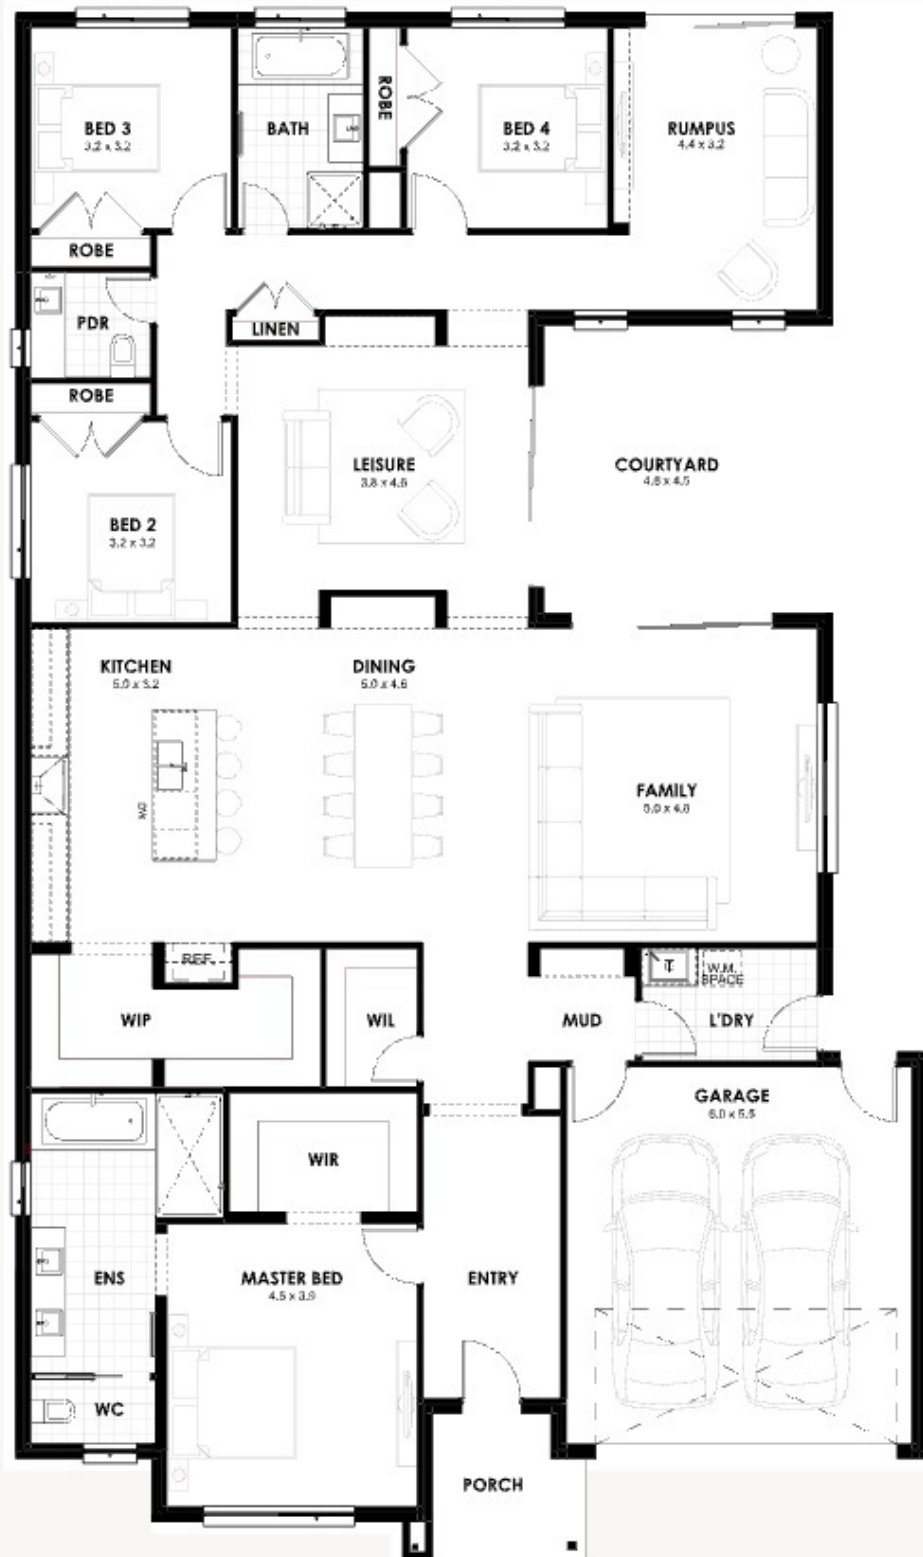 BED 3
3.2 x 3.2
BATH
ROBE
BED 4
3.2 x 3.2
RUMPUS
4.4 x 3.2
ROBE
PDR
LINEN
ROBE
LEISURE
3.8 x 4.6
COURTYARD
4.6 x 4.5
BED 2
3.2 x 3.2
KITCHEN
5.0 x 3.2
DINING
5.0 x 4.6
FAMILY
5.0 x 4.8
REF.
WIP
WIL
MUD
W.M.
SPACE
L'DRY
GARAGE
6.0 x 5.5
WIR
ENS
MASTER BED
4.5 x 3.9
ENTRY
WC
PORCH